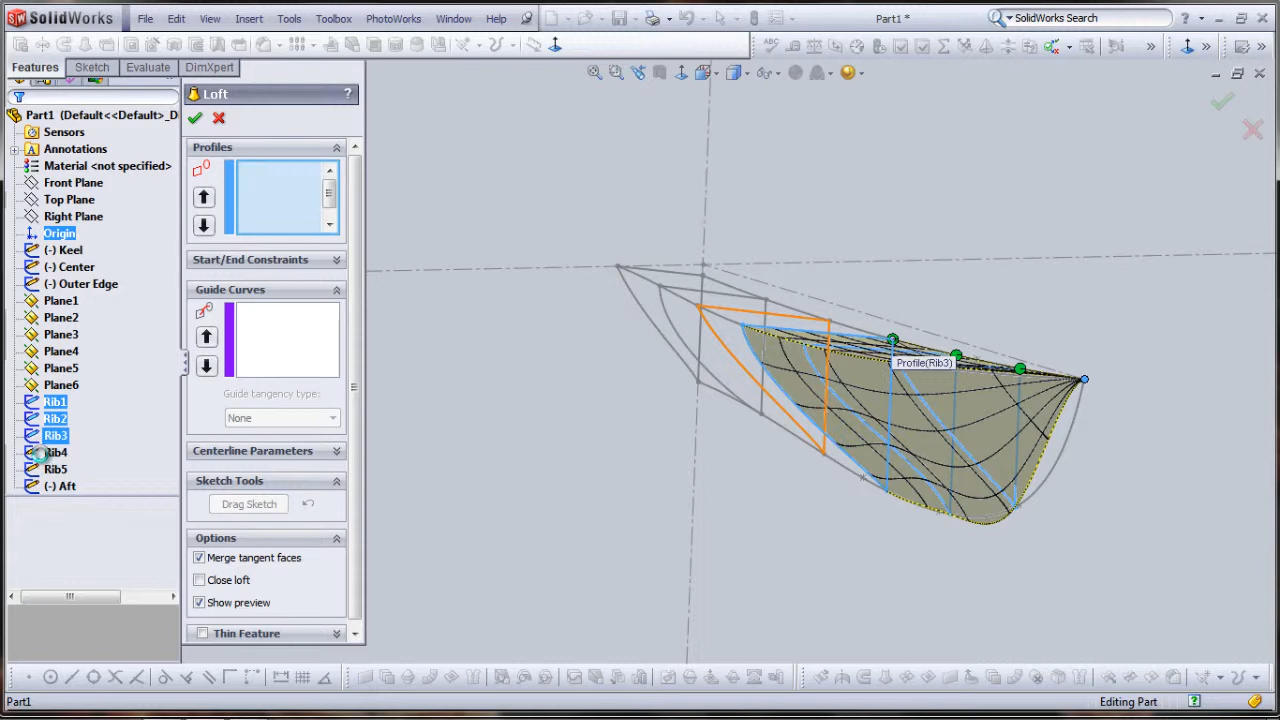 SolidWorks
File Edit View Insert Tools Toolbox PhotoWorks Window Help
Part1 *
SolidWorks Search
Features Sketch Evaluate DimXpert
Part1 (Default<<Default>_D
Sensors
Annotations
Material <not specified>
Front Plane
Top Plane
Right Plane
Origin
(-) Keel
(-) Center
(-) Outer Edge
Plane1
Plane2
Plane3
Plane4
Plane5
Plane6
Rib1
Rib2
Rib3
Rib4
Rib5
(-) Aft
Loft
?
Profiles
Start/End Constraints
Guide Curves
Guide tangency type:
None
Centerline Parameters
Sketch Tools
Drag Sketch
Options
Merge tangent faces
Close loft
Show preview
Thin Feature
Profile(Rib3)
Part1
Editing Part